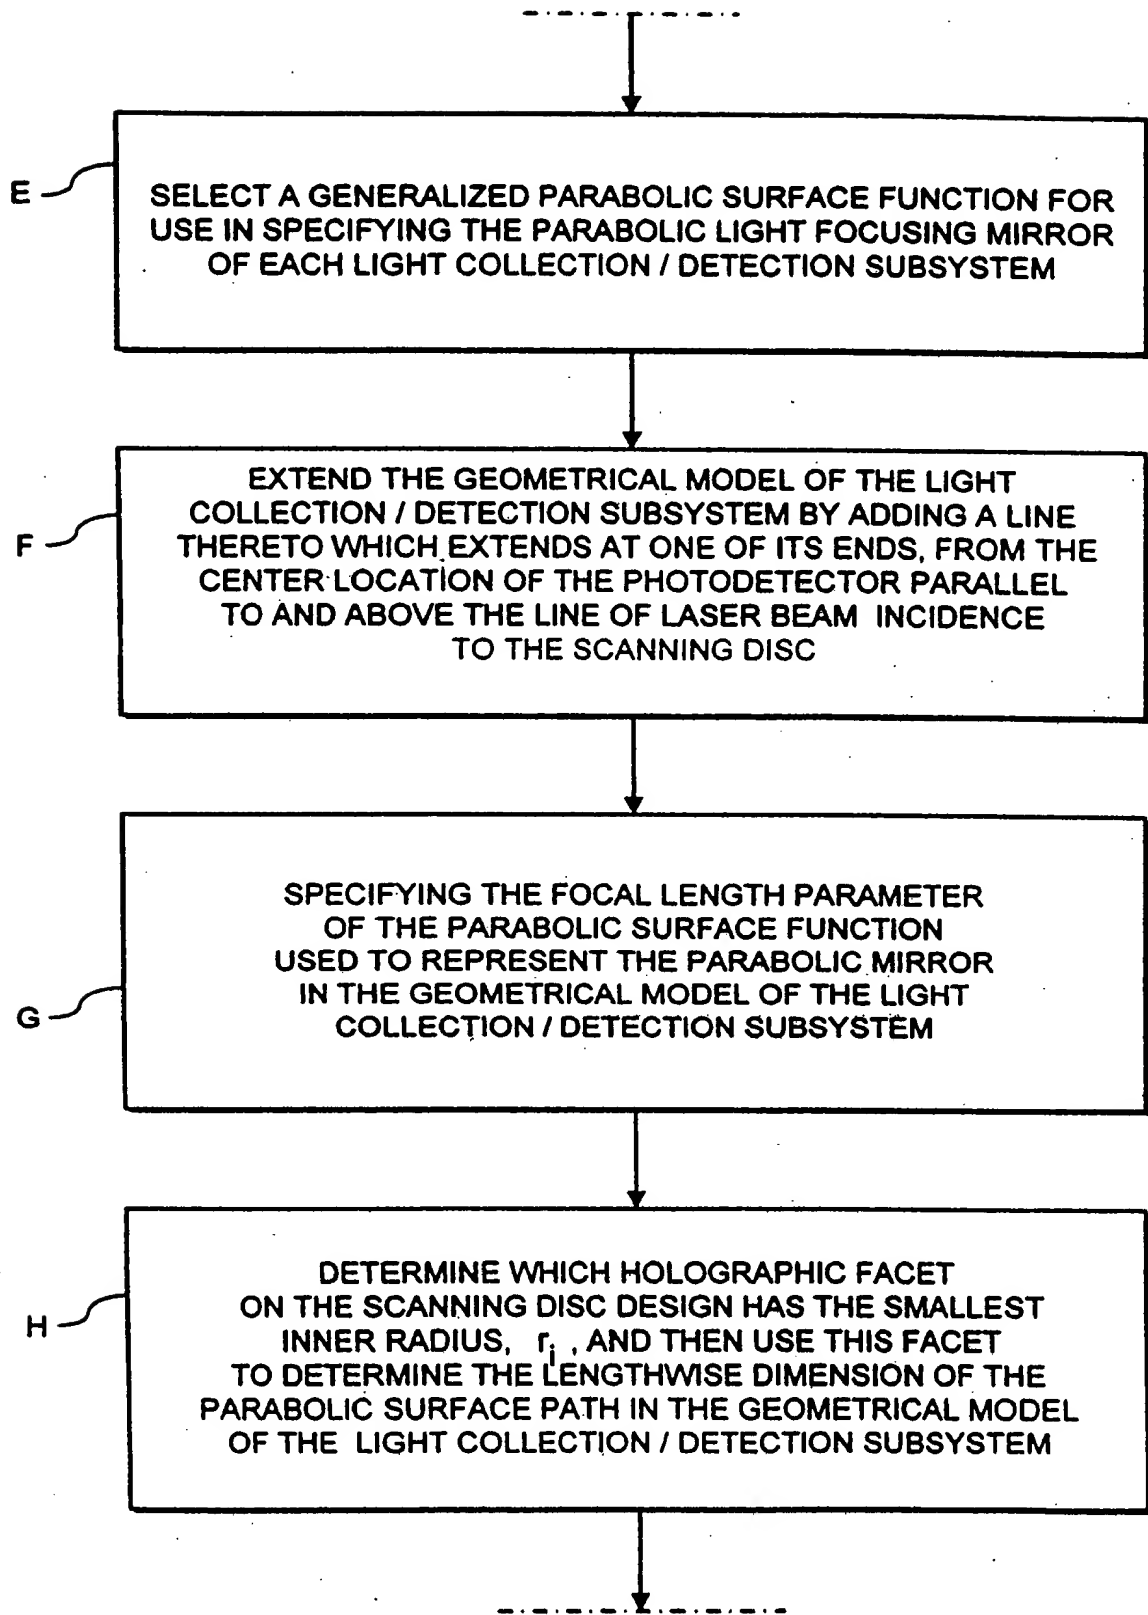 E
SELECT A GENERALIZED PARABOLIC SURFACE FUNCTION FOR
USE IN SPECIFYING THE PARABOLIC LIGHT FOCUSING MIRROR
OF EACH LIGHT COLLECTION / DETECTION SUBSYSTEM
F
EXTEND THE GEOMETRICAL MODEL OF THE LIGHT
COLLECTION / DETECTION SUBSYSTEM BY ADDING A LINE
THERETO WHICH EXTENDS AT ONE OF ITS ENDS, FROM THE
CENTER LOCATION OF THE PHOTODETECTOR PARALLEL
TO AND ABOVE THE LINE OF LASER BEAM INCIDENCE
TO THE SCANNING DISC
G
SPECIFYING THE FOCAL LENGTH PARAMETER
OF THE PARABOLIC SURFACE FUNCTION
USED TO REPRESENT THE PARABOLIC MIRROR
IN THE GEOMETRICAL MODEL OF THE LIGHT
COLLECTION / DETECTION SUBSYSTEM
H
DETERMINE WHICH HOLOGRAPHIC FACET
ON THE SCANNING DISC DESIGN HAS THE SMALLEST
INNER RADIUS, ri , AND THEN USE THIS FACET
TO DETERMINE THE LENGTHWISE DIMENSION OF THE
PARABOLIC SURFACE PATH IN THE GEOMETRICAL MODEL
OF THE LIGHT COLLECTION / DETECTION SUBSYSTEM